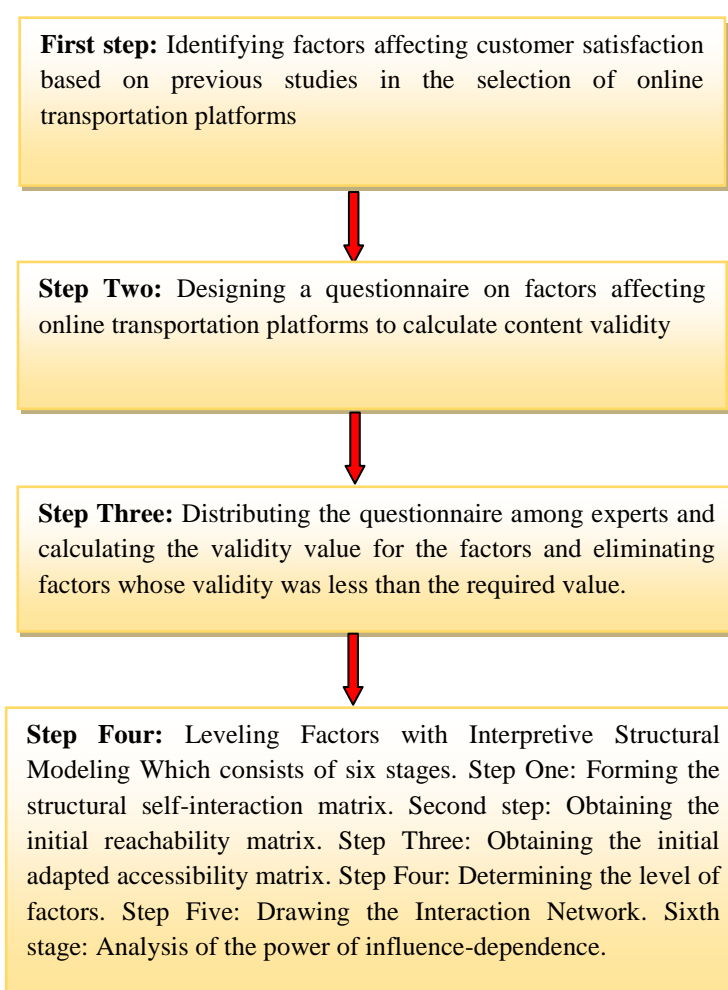 First step: Identifying factors affecting customer satisfaction
based on previous studies in the selection of online
transportation platforms
Step Two: Designing a questionnaire on factors affecting
online transportation platforms to calculate content validity
Step Three: Distributing the questionnaire among experts and
calculating the validity value for the factors and eliminating
factors whose validity was less than the required value.
Step Four: Leveling Factors with Interpretive Structural
Modeling Which consists of six stages. Step One: Forming the
structural self-interaction matrix. Second step: Obtaining the
initial reachability matrix. Step Three: Obtaining the initial
adapted accessibility matrix. Step Four: Determining the level of
factors. Step Five: Drawing the Interaction Network. Sixth
stage: Analysis of the power of influence-dependence.